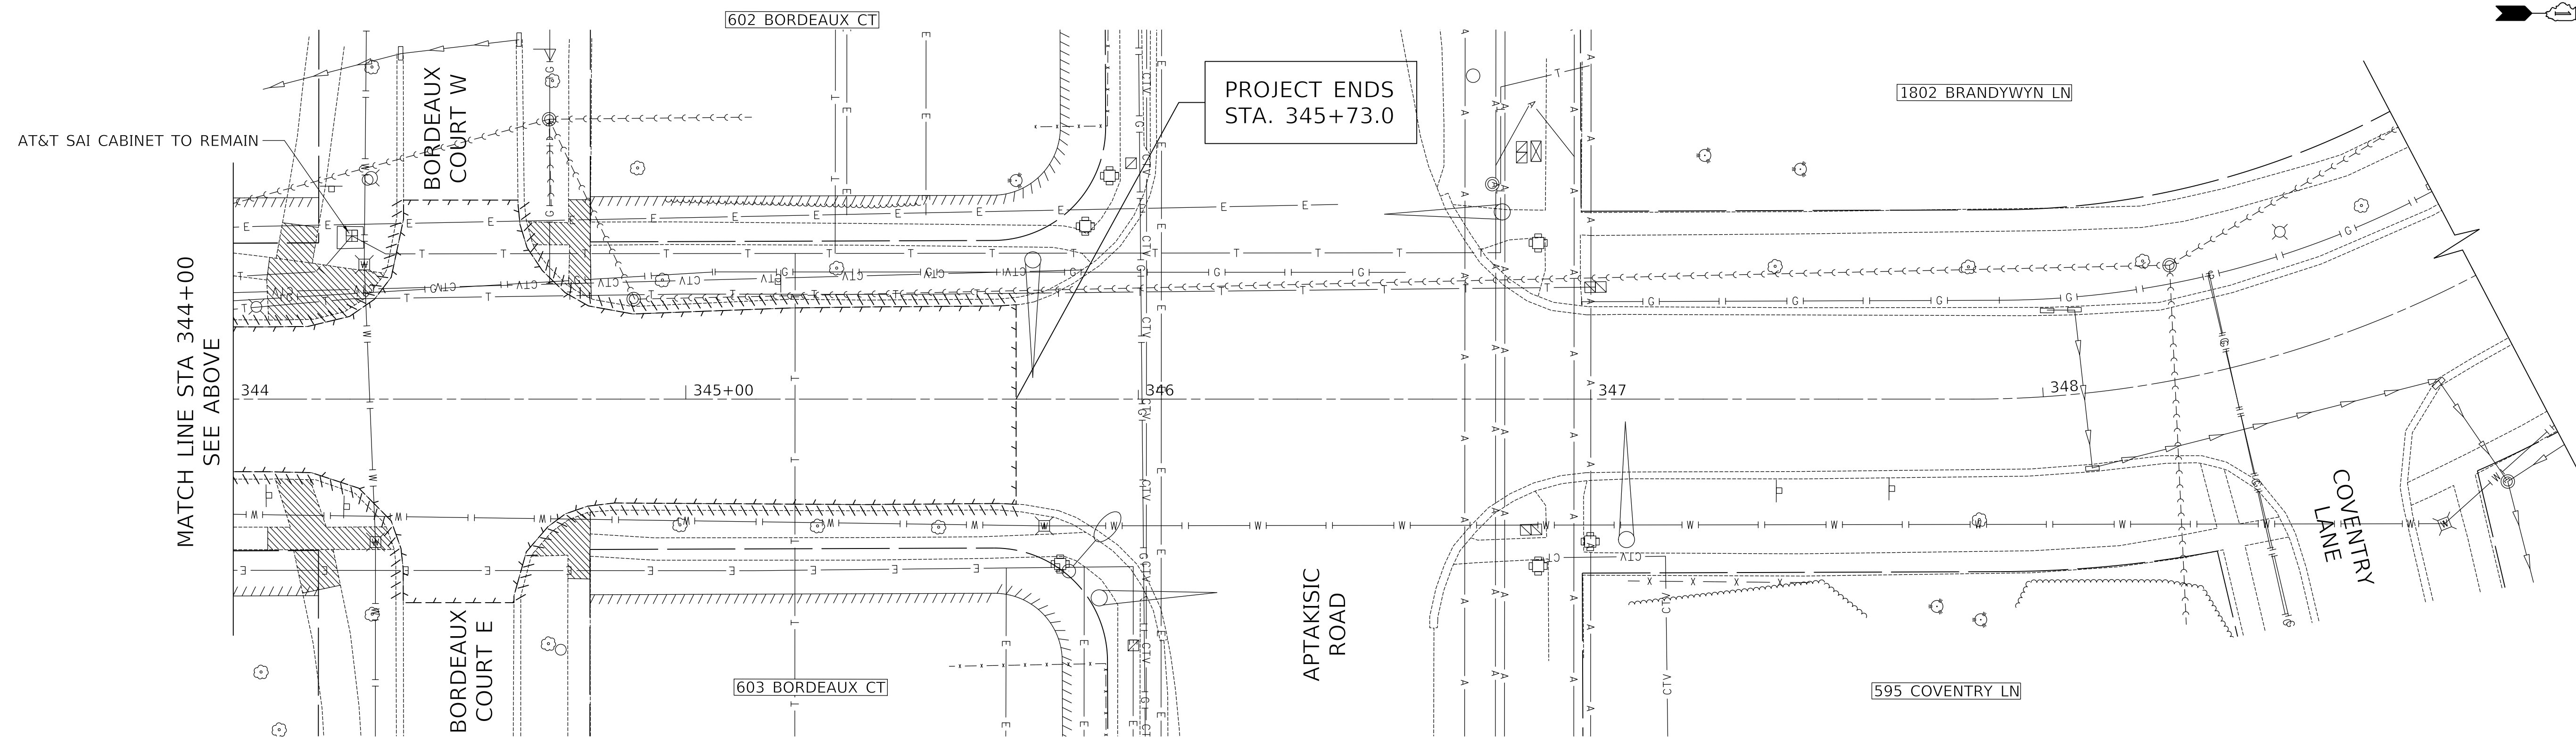 602 BORDEAUX CT
BORDEAUX
COURT W
PROJECT ENDS
STA. 345+73.0
1802 BRANDYWYN LN
AT&T SAI CABINET TO REMAIN
MATCH LINE STA 344+00
SEE ABOVE
344
345+00
346
347
348
BORDEAUX
COURT E
603 BORDEAUX CT
APTAKISIC
ROAD
COVENTRY
LANE
595 COVENTRY LN